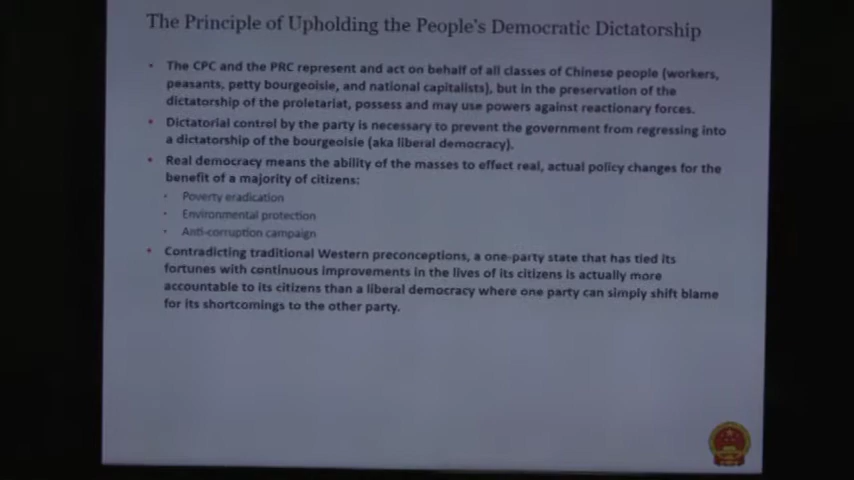 The Principle of Upholding the People's Democratic Dictatorship
• The CPC and the PRC represent and act on behalf of all classes of Chinese people (workers,
peasants, petty bourgeoisie, and national capitalists), but in the preservation of the
dictatorship of the proletariat, possess and may use powers against reactionary forces.
• Dictatorial control by the party is necessary to prevent the government from regressing into
a dictatorship of the bourgeoisie (aka liberal democracy).
• Real democracy means the ability of the masses to effect real, actual policy changes for the
benefit of a majority of citizens:
• Poverty eradication
• Environmental protection
• Anti-corruption campaign
• Contradicting traditional Western preconceptions, a one-party state that has tied its
fortunes with continuous improvements in the lives of its citizens is actually more
accountable to its citizens than a liberal democracy where one party can simply shift blame
for its shortcomings to the other party.